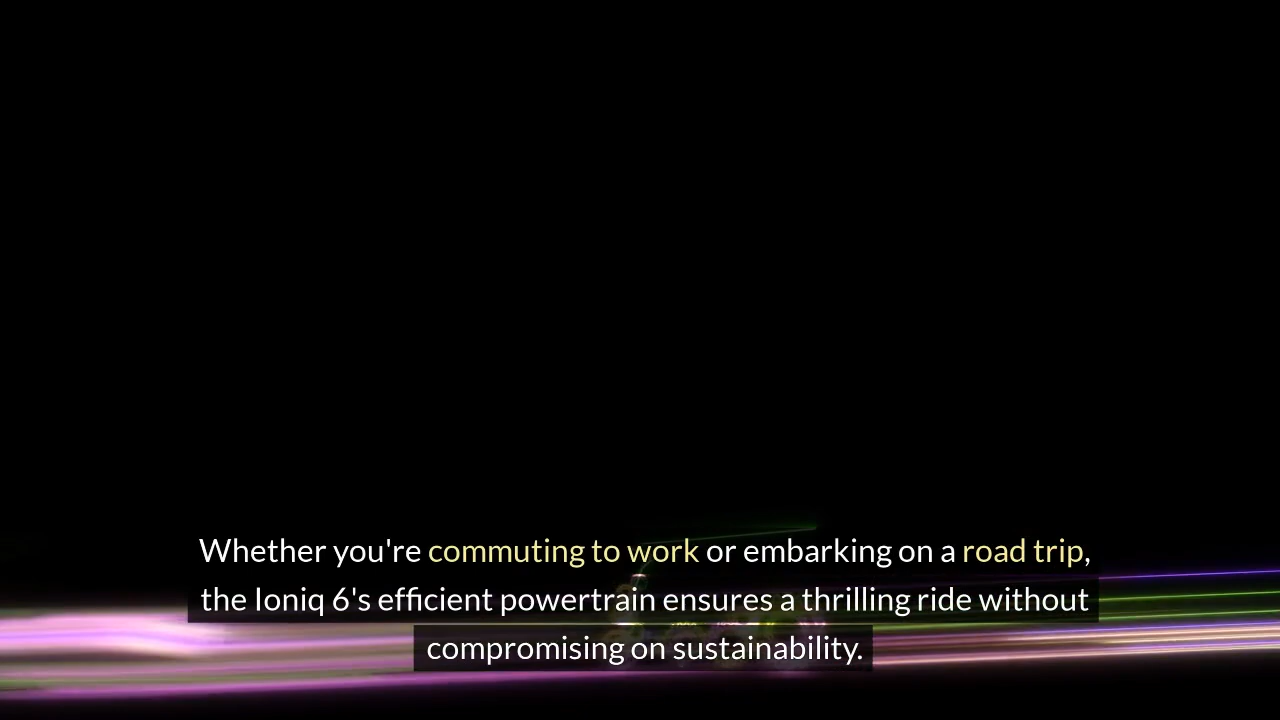 Whether you're commuting to work or embarking on a road trip,
the Ioniq 6's efficient powertrain ensures a thrilling ride without
compromising on sustainability.